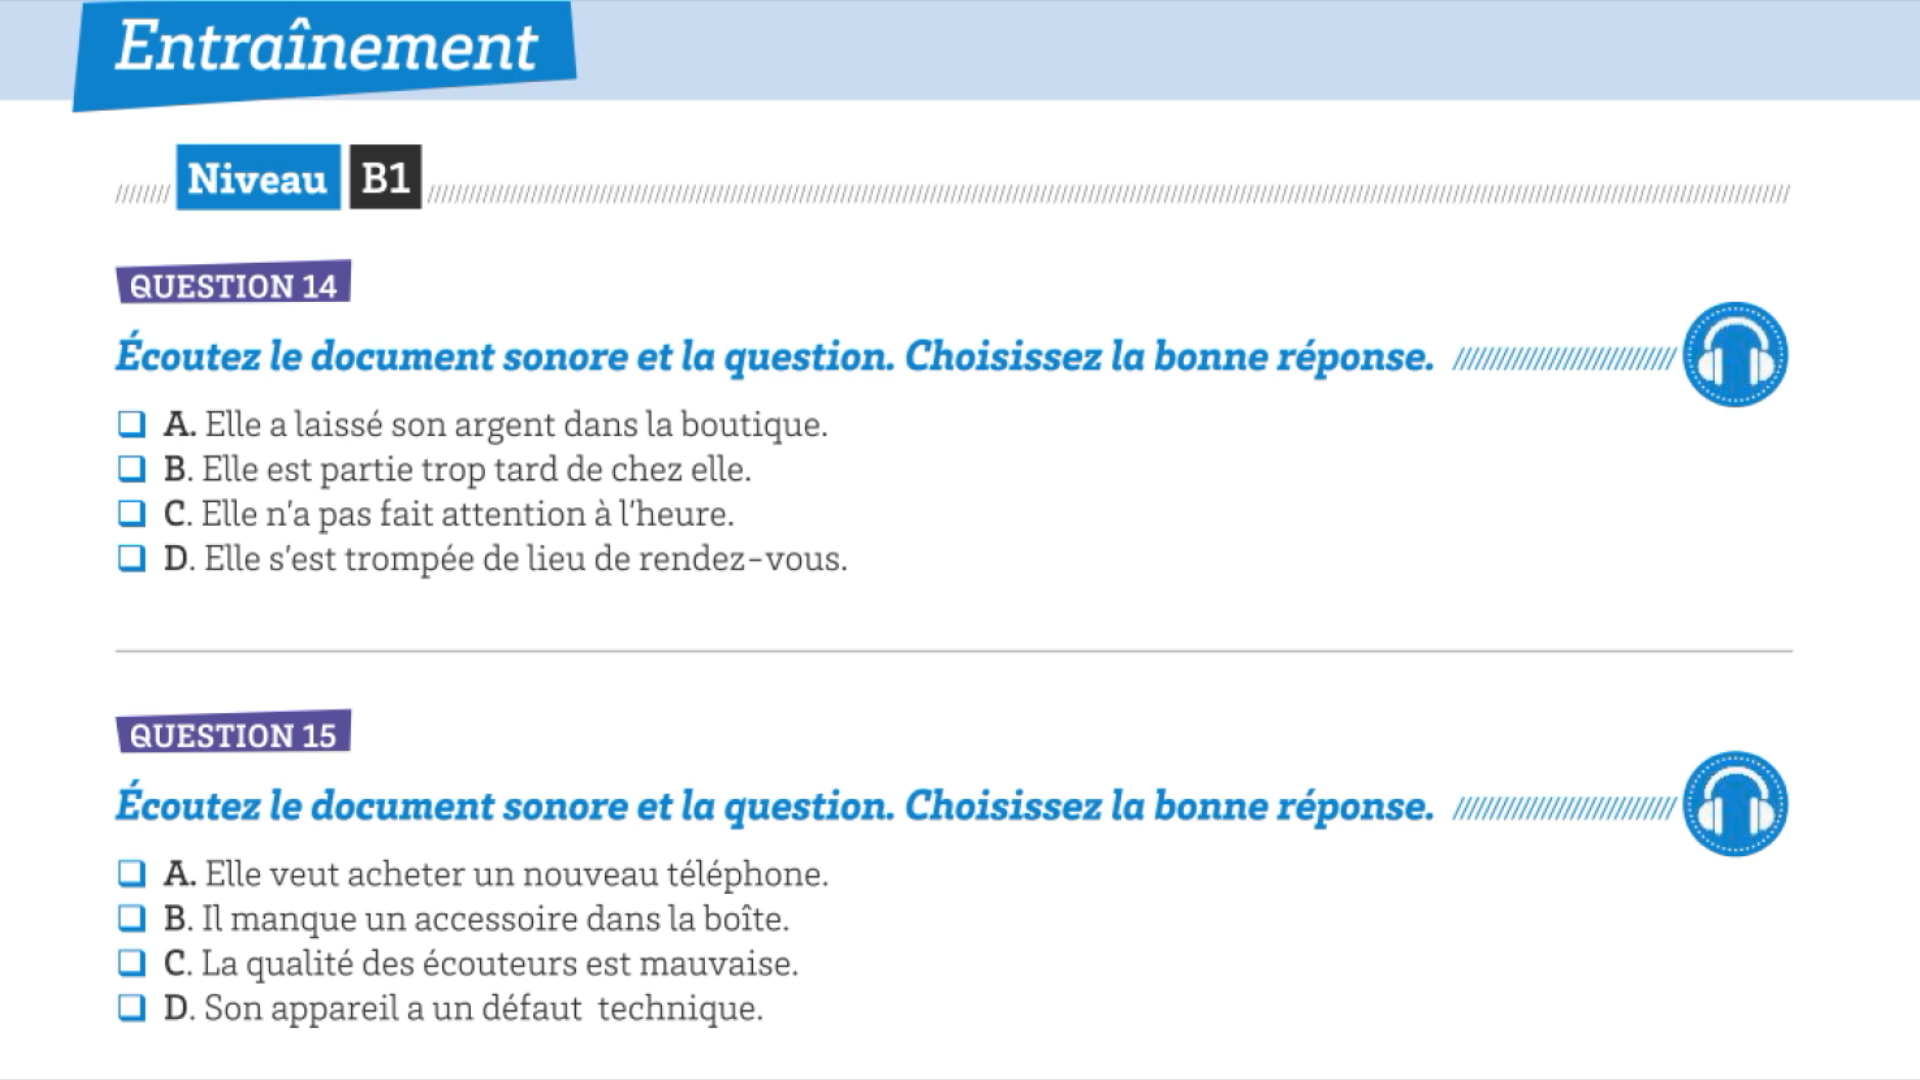 Entraînement
Niveau B1
QUESTION 14
Écoutez le document sonore et la question. Choisissez la bonne réponse.
A. Elle a laissé son argent dans la boutique.
B. Elle est partie trop tard de chez elle.
C. Elle n'a pas fait attention à l'heure.
D. Elle s'est trompée de lieu de rendez-vous.
QUESTION 15
Écoutez le document sonore et la question. Choisissez la bonne réponse.
A. Elle veut acheter un nouveau téléphone.
B. Il manque un accessoire dans la boîte.
C. La qualité des écouteurs est mauvaise.
D. Son appareil a un défaut technique.